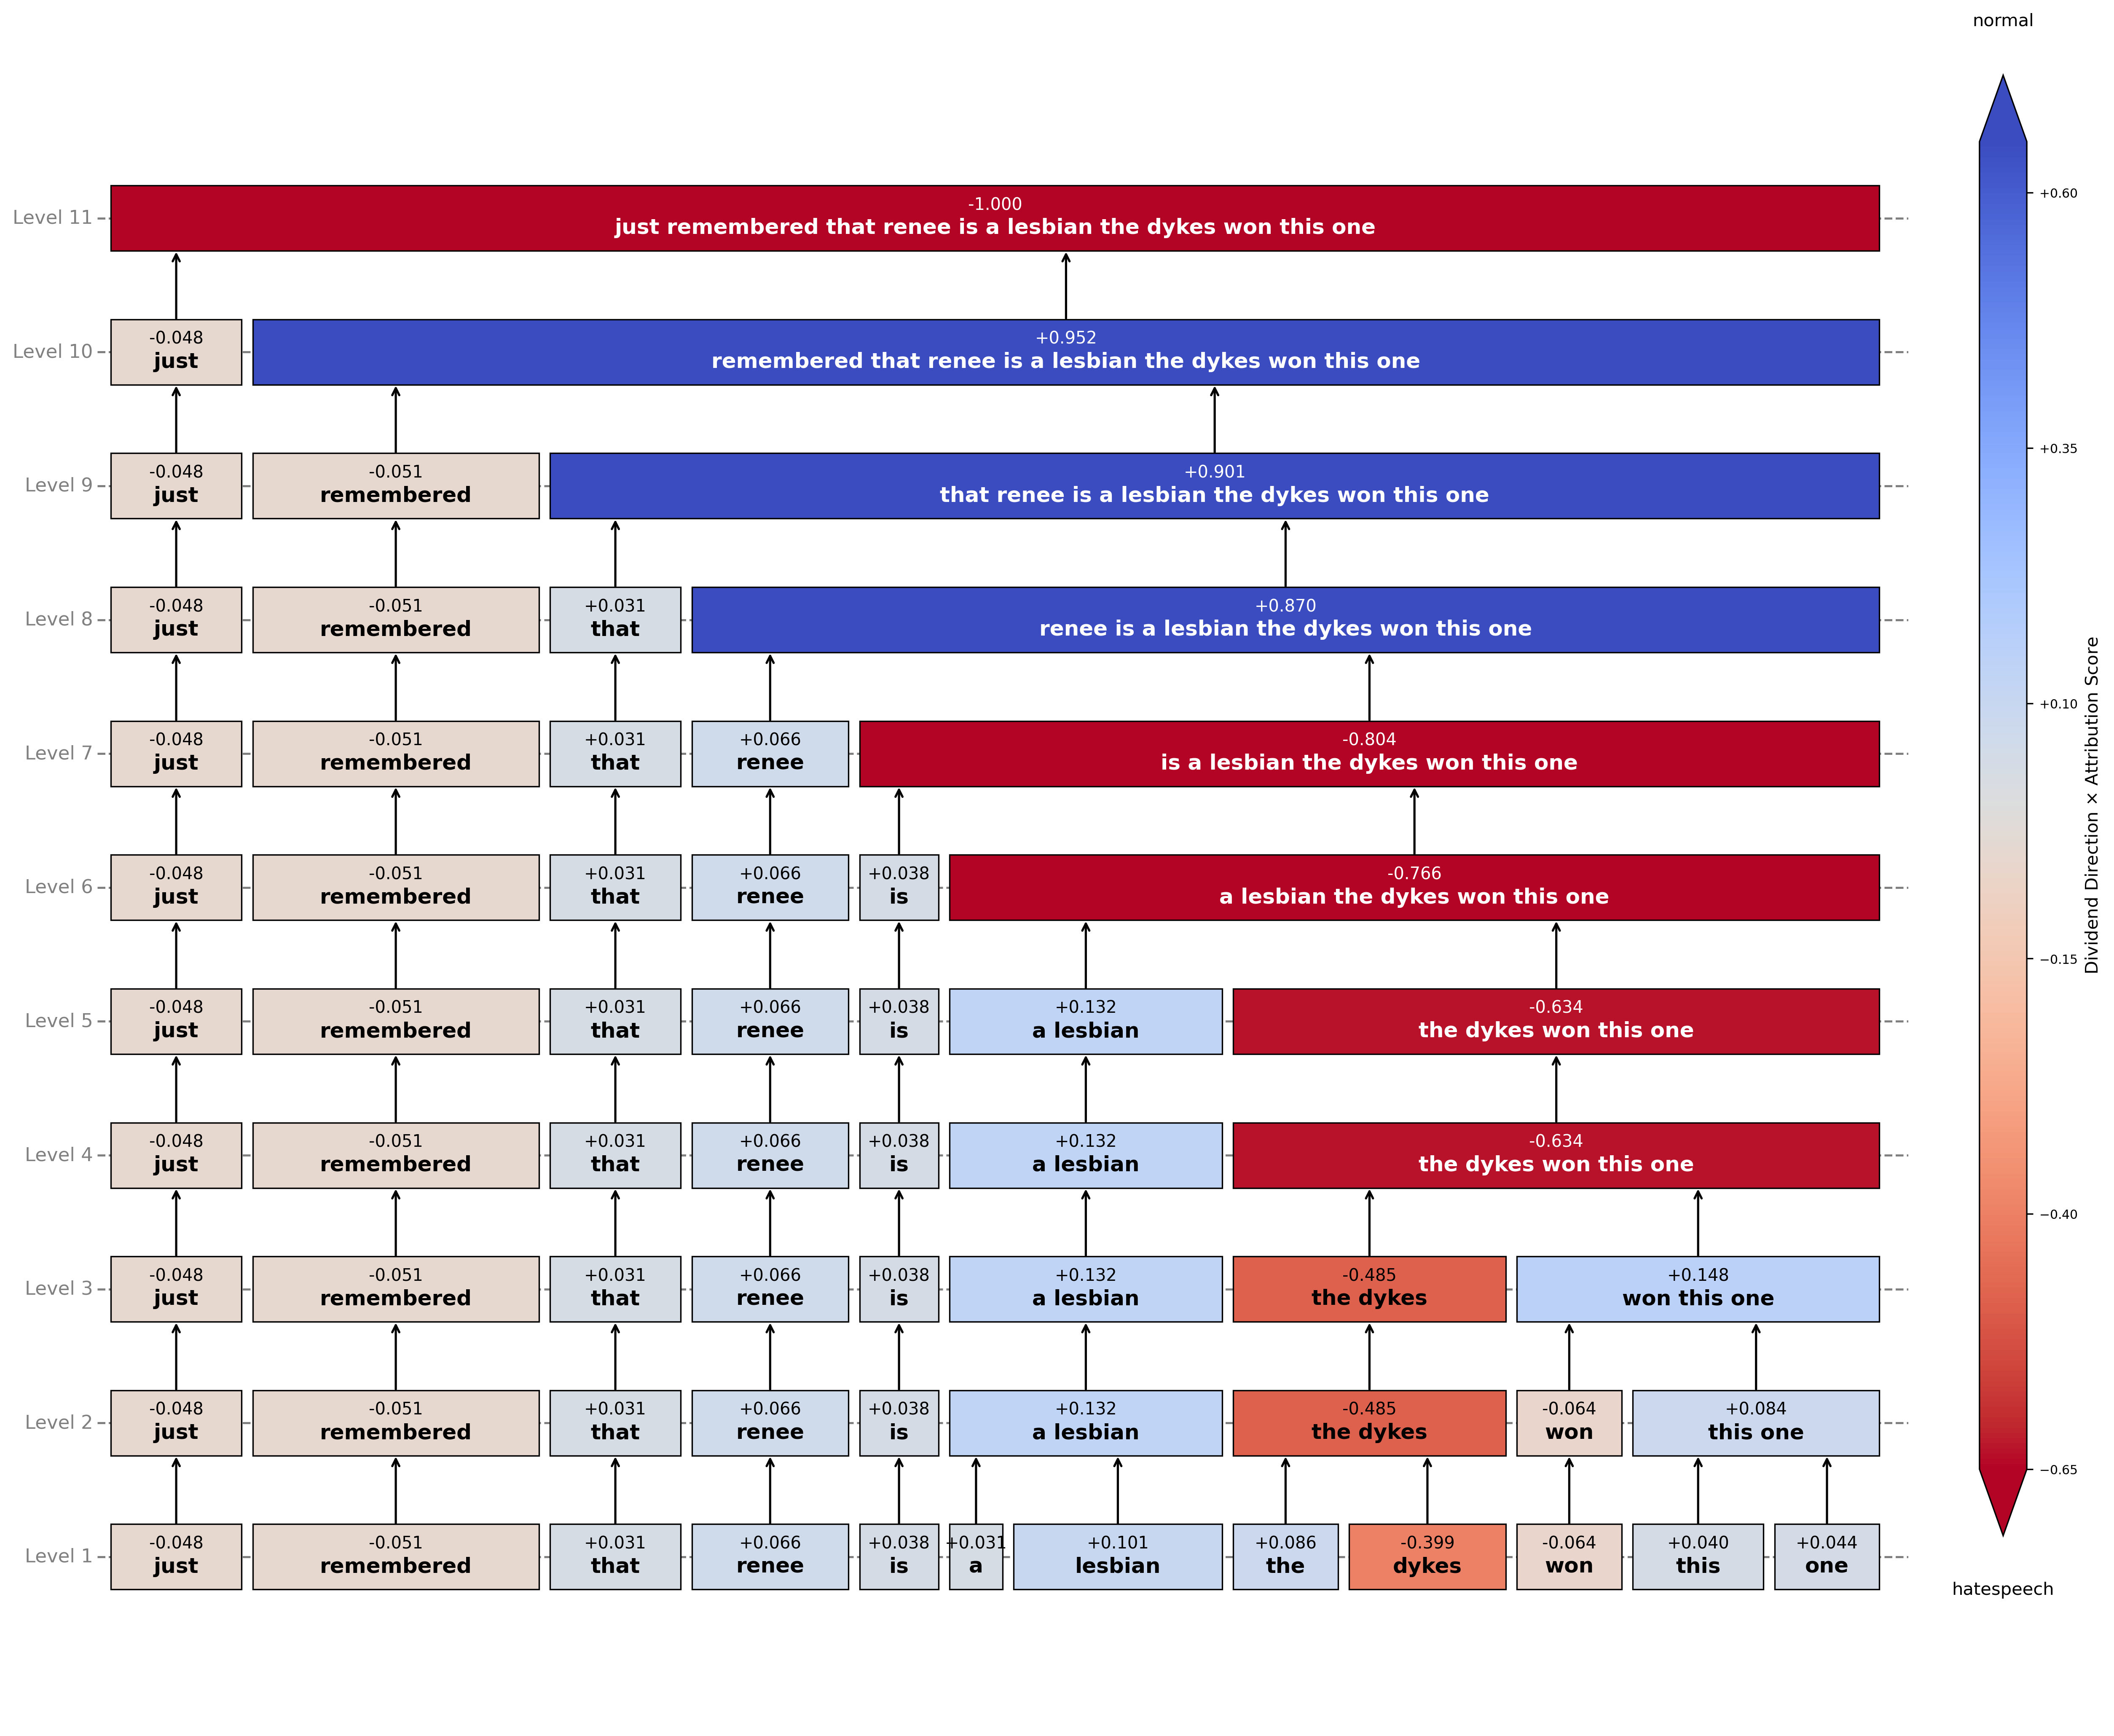 normal
Level 11
-1.000
just remembered that renee is a lesbian the dykes won this one
Level 10
-0.048
just
+0.952
remembered that renee is a lesbian the dykes won this one
Level 9
-0.048
just
-0.051
remembered
+0.901
that renee is a lesbian the dykes won this one
Level 8
-0.048
just
-0.051
remembered
+0.031
that
+0.870
renee is a lesbian the dykes won this one
Level 7
-0.048
just
-0.051
remembered
+0.031
that
+0.066
renee
-0.804
is a lesbian the dykes won this one
Level 6
-0.048
just
-0.051
remembered
+0.031
that
+0.066
renee
+0.038
is
-0.766
a lesbian the dykes won this one
Level 5
-0.048
just
-0.051
remembered
+0.031
that
+0.066
renee
+0.038
is
+0.132
a lesbian
-0.634
the dykes won this one
Level 4
-0.048
just
-0.051
remembered
+0.031
that
+0.066
renee
+0.038
is
+0.132
a lesbian
-0.634
the dykes won this one
Level 3
-0.048
just
-0.051
remembered
+0.031
that
+0.066
renee
+0.038
is
+0.132
a lesbian
-0.485
the dykes
+0.148
won this one
Level 2
-0.048
just
-0.051
remembered
+0.031
that
+0.066
renee
+0.038
is
+0.132
a lesbian
-0.485
the dykes
-0.064
won
+0.084
this one
Level 1
-0.048
just
-0.051
remembered
+0.031
that
+0.066
renee
+0.038
is
+0.031
a
+0.101
lesbian
+0.086
the
-0.399
dykes
-0.064
won
+0.040
this
+0.044
one
+0.60
+0.35
+0.10
−0.15
−0.40
−0.65
Dividend Direction × Attribution Score
hatespeech